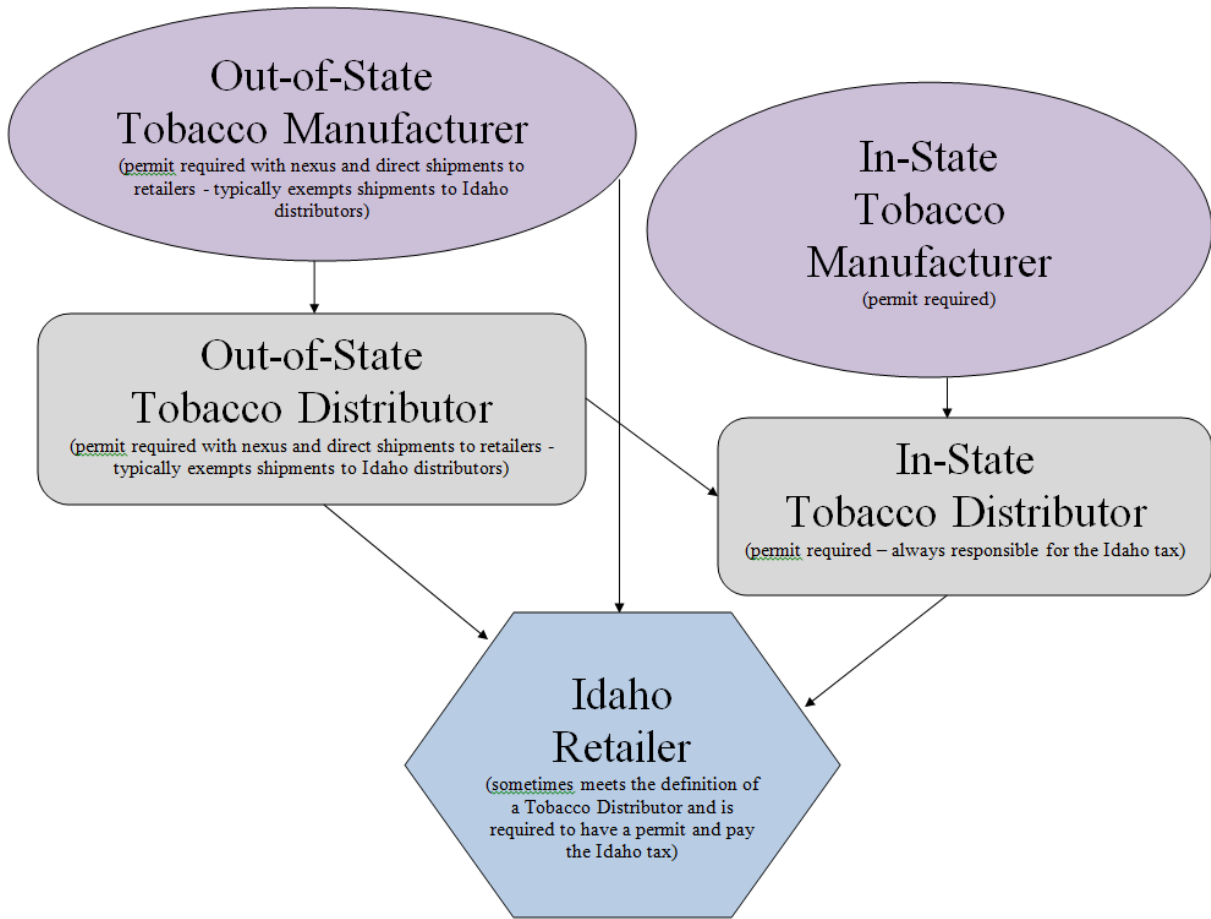 Out-of-State
Tobacco Manufacturer
(permit required with nexus and direct shipments to
retailers - typically exempts shipments to Idaho
distributors)
In-State
Tobacco
Manufacturer
(permit required)
Out-of-State
Tobacco Distributor
(permit required with nexus and direct shipments to retailers -
typically exempts shipments to Idaho distributors)
In-State
Tobacco Distributor
(permit required – always responsible for the Idaho tax)
Idaho
Retailer
(sometimes meets the definition of
a Tobacco Distributor and is
required to have a permit and pay
the Idaho tax)